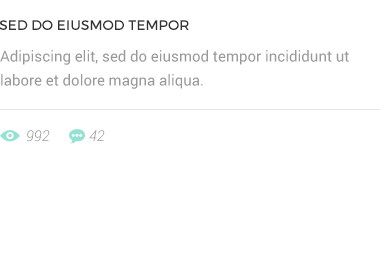 SED DO EIUSMOD TEMPOR
Adipiscing elit, sed do eiusmod tempor incididunt ut
labore et dolore magna aliqua.
992 42